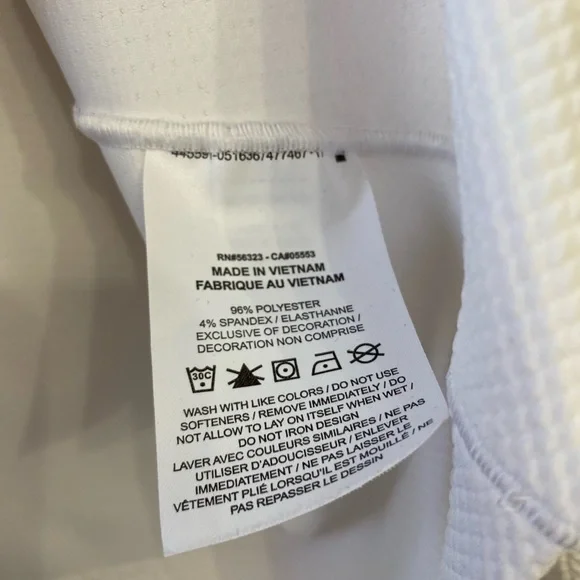 RN#56323 - CA#05553
MADE IN VIETNAM
FABRIQUE AU VIETNAM
96% POLYESTER
4% SPANDEX / ELASTHANNE
EXCLUSIVE OF DECORATION /
DECORATION NON COMPRISE
30C
WASH WITH LIKE COLORS / DO NOT USE
SOFTENERS / REMOVE IMMEDIATELY / DO
NOT ALLOW TO LAY ON ITSELF WHEN WET /
DO NOT IRON DESIGN
LAVER AVEC COULEURS SIMILAIRES / NE PAS
UTILISER D'ADOUCISSEUR / ENLEVER
IMMEDIATEMENT / NE PAS LAISSER LE
VÊTEMENT PLIÉ LORSQU'IL EST MOUILLÉ / NE
PAS REPASSER LE DESSIN